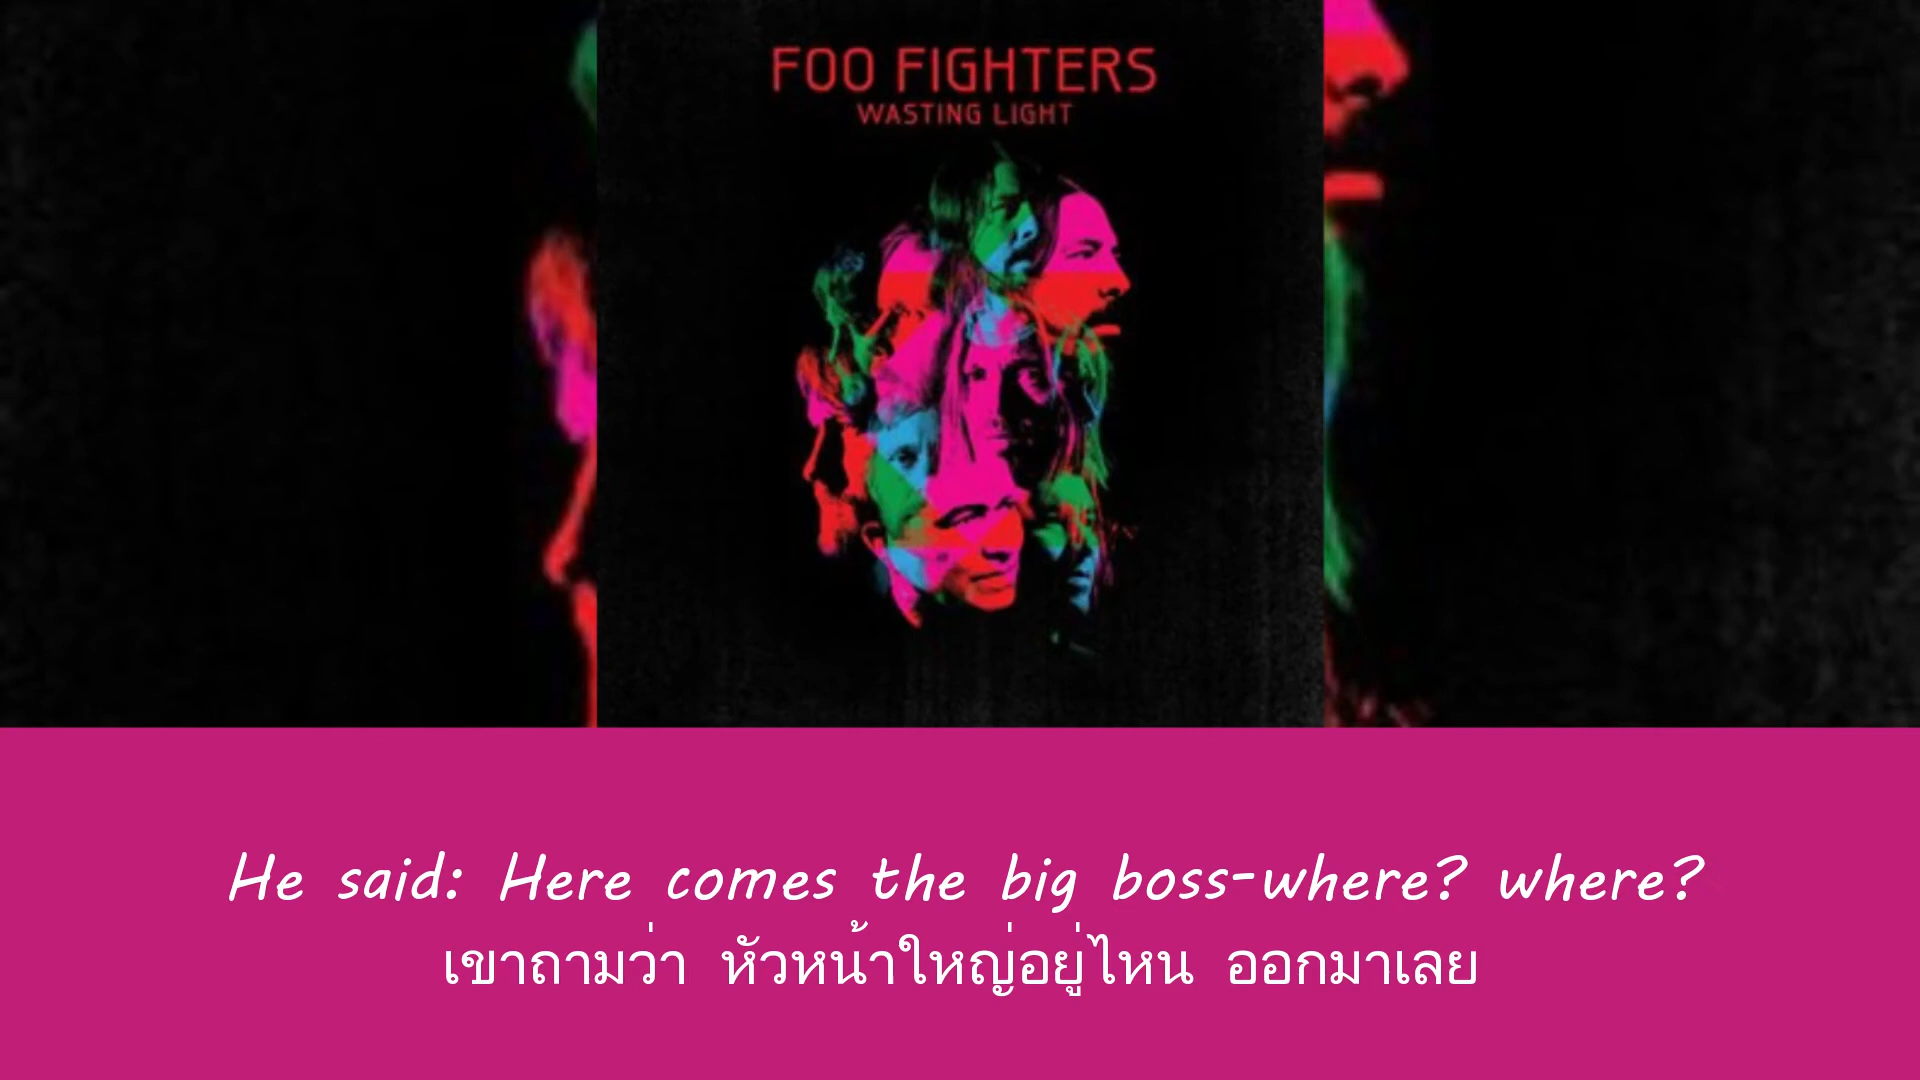 FOO FIGHTERS
WASTING LIGHT
He said: Here comes the big boss-where? where?
เขาถามว่า หัวหน้าใหญ่อยู่ไหน ออกมาเลย